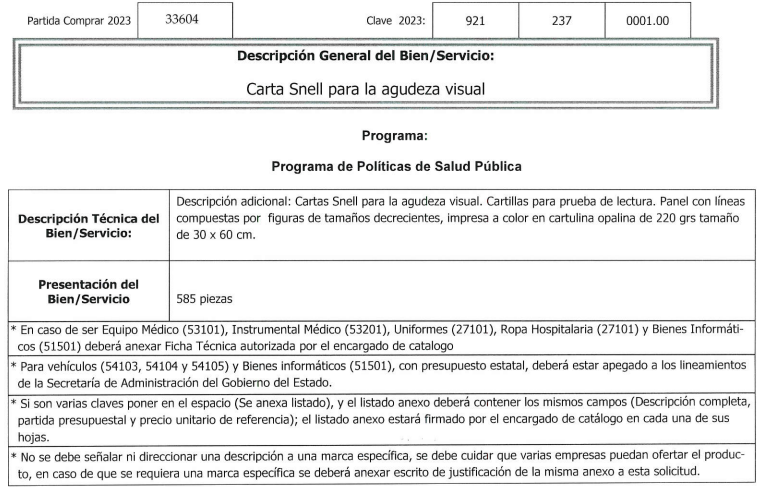 Partida Comprar 2023 33604 Clave 2023: 921 237 0001.00
Descripción General del Bien/Servicio:
Carta Snell para la agudeza visual
Programa:
Programa de Políticas de Salud Pública
Descripción Técnica del
Bien/Servicio:
Descripción adicional: Cartas Snell para la agudeza visual. Cartillas para prueba de lectura. Panel con líneas
compuestas por figuras de tamaños decrecientes, impresa a color en cartulina opalina de 220 grs tamaño
de 30 x 60 cm.
Presentación del
Bien/Servicio
585 piezas
* En caso de ser Equipo Médico (53101), Instrumental Médico (53201), Uniformes (27101), Ropa Hospitalaria (27101) y Bienes Informáti-
cos (51501) deberá anexar Ficha Técnica autorizada por el encargado de catalogo
* Para vehículos (54103, 54104 y 54105) y Bienes informáticos (51501), con presupuesto estatal, deberá estar apegado a los lineamientos
de la Secretaría de Administración del Gobierno del Estado.
* Si son varias claves poner en el espacio (Se anexa listado), y el listado anexo deberá contener los mismos campos (Descripción completa,
partida presupuestal y precio unitario de referencia); el listado anexo estará firmado por el encargado de catálogo en cada una de sus
hojas.
* No se debe señalar ni direccionar una descripción a una marca específica, se debe cuidar que varias empresas puedan ofertar el produc-
to, en caso de que se requiera una marca específica se deberá anexar escrito de justificación de la misma anexo a esta solicitud.